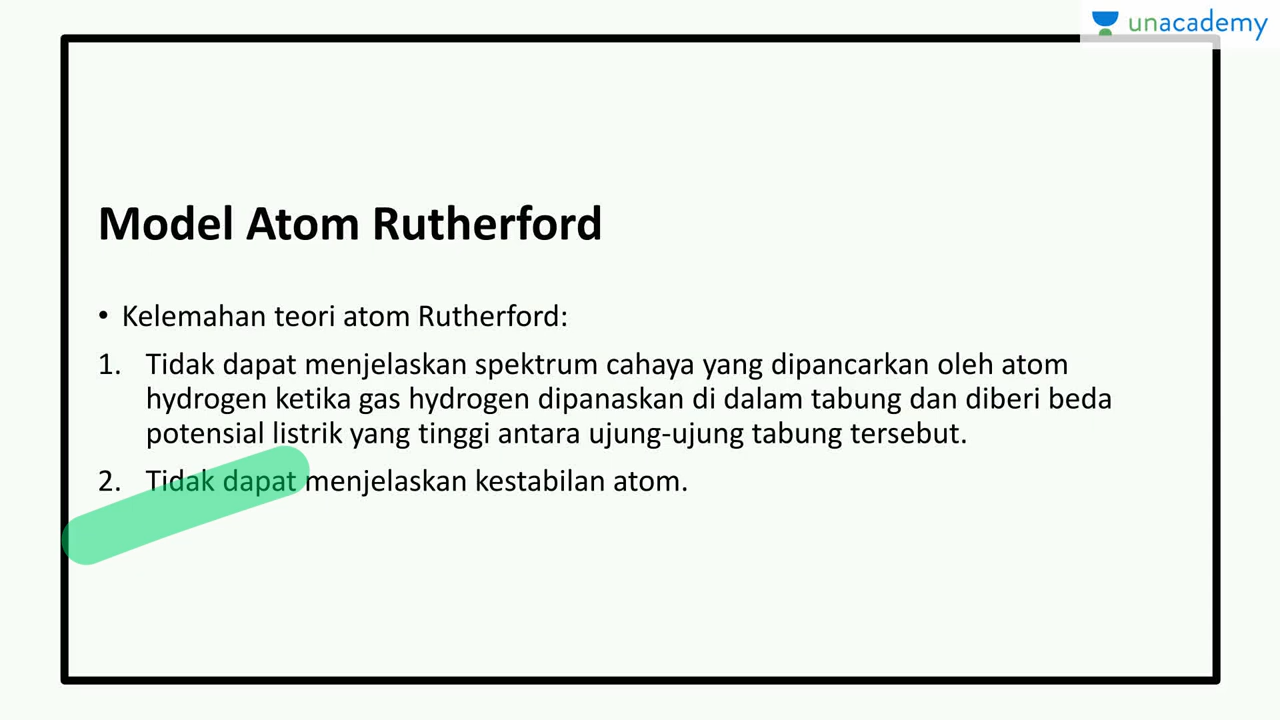 unacademy
Model Atom Rutherford
• Kelemahan teori atom Rutherford:
1. Tidak dapat menjelaskan spektrum cahaya yang dipancarkan oleh atom
hydrogen ketika gas hydrogen dipanaskan di dalam tabung dan diberi beda
potensial listrik yang tinggi antara ujung-ujung tabung tersebut.
2. Tidak dapat menjelaskan kestabilan atom.